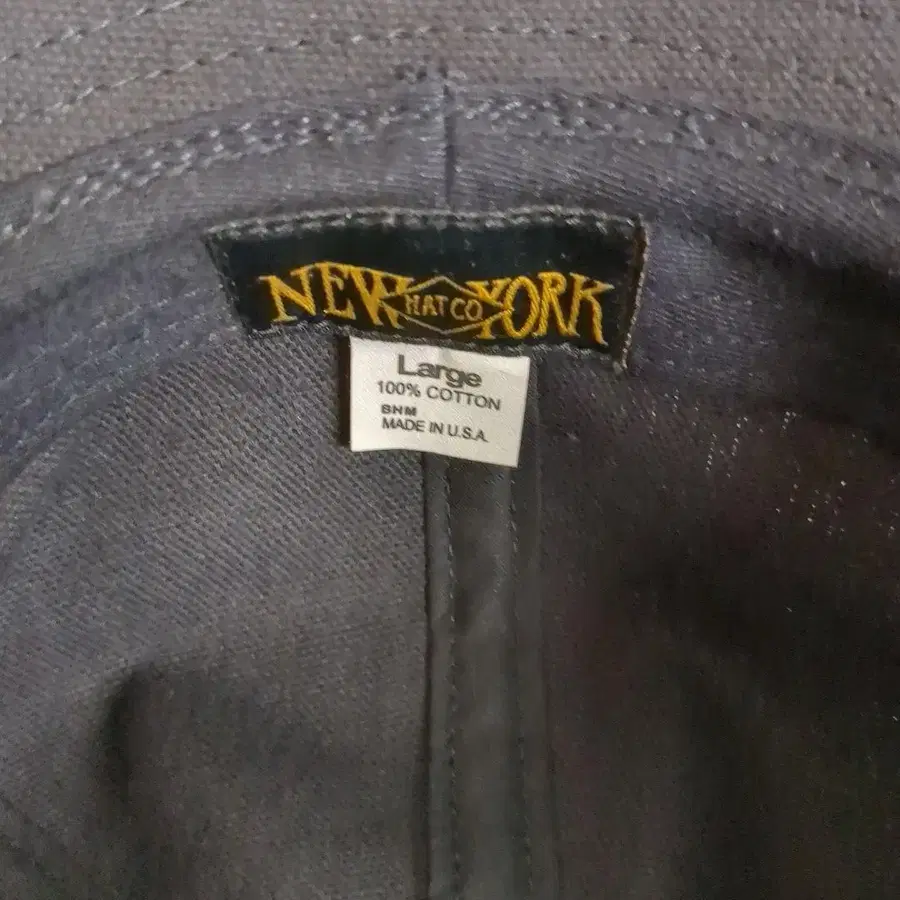 NEW YORK
HAT CO
Large
100% COTTON
BHM
MADE IN U.S.A.